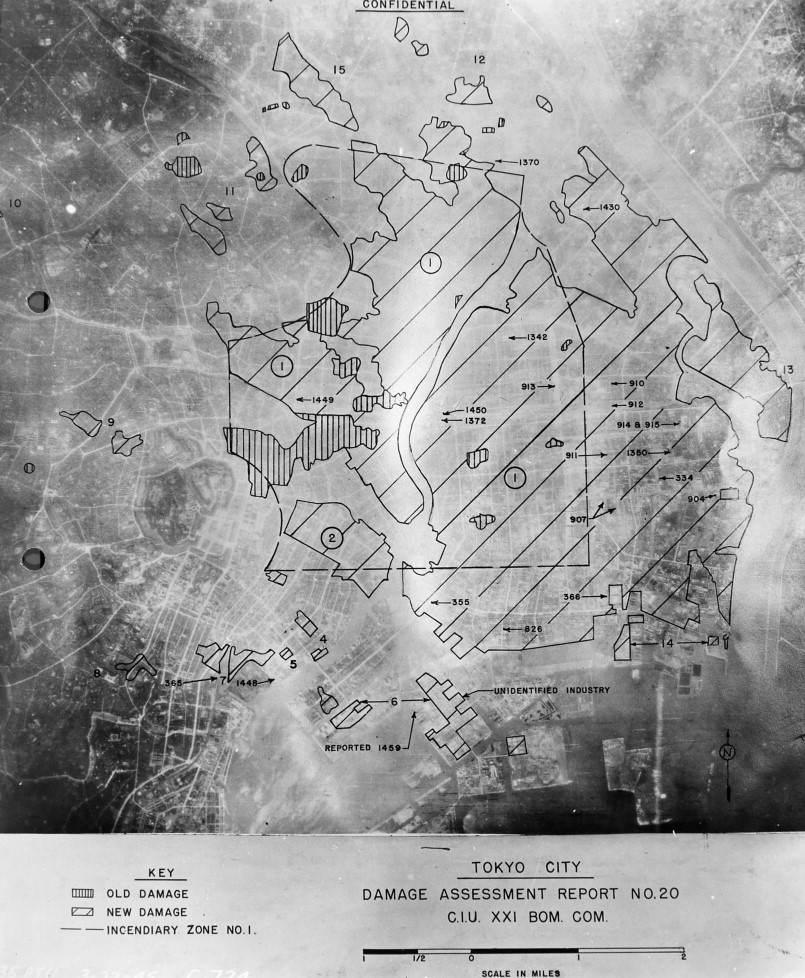 CONFIDENTIAL
15
12
1370
10
11
1430
1
1342
13
1
1449
913
910
912
1450
1372
914 & 915
9
911
1350
1
334
904
907
2
366
355
4
826
14
8
5
365
7
1448
6
UNIDENTIFIED INDUSTRY
REPORTED 1459
N
KEY
OLD DAMAGE
NEW DAMAGE
INCENDIARY ZONE NO.1.
TOKYO CITY
DAMAGE ASSESSMENT REPORT NO.20
C.I.U. XXI BOM. COM.
1 1/2 0 1 2
SCALE IN MILES